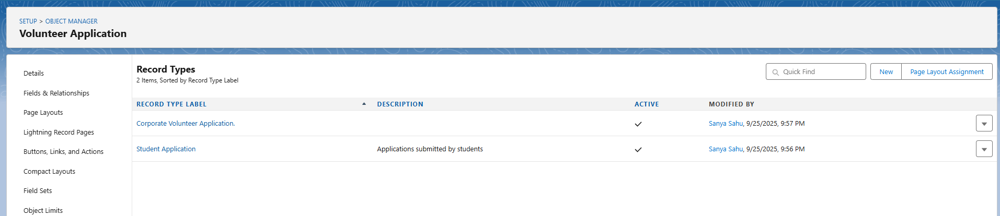 SETUP > OBJECT MANAGER
Volunteer Application
Details
Fields & Relationships
Page Layouts
Lightning Record Pages
Buttons, Links, and Actions
Compact Layouts
Field Sets
Object Limits
Record Types
2 Items, Sorted by Record Type Label
Quick Find
New
Page Layout Assignment
RECORD TYPE LABEL DESCRIPTION ACTIVE MODIFIED BY
Corporate Volunteer Application. Sanya Sahu, 9/25/2025, 9:57 PM
Student Application Applications submitted by students Sanya Sahu, 9/25/2025, 9:56 PM